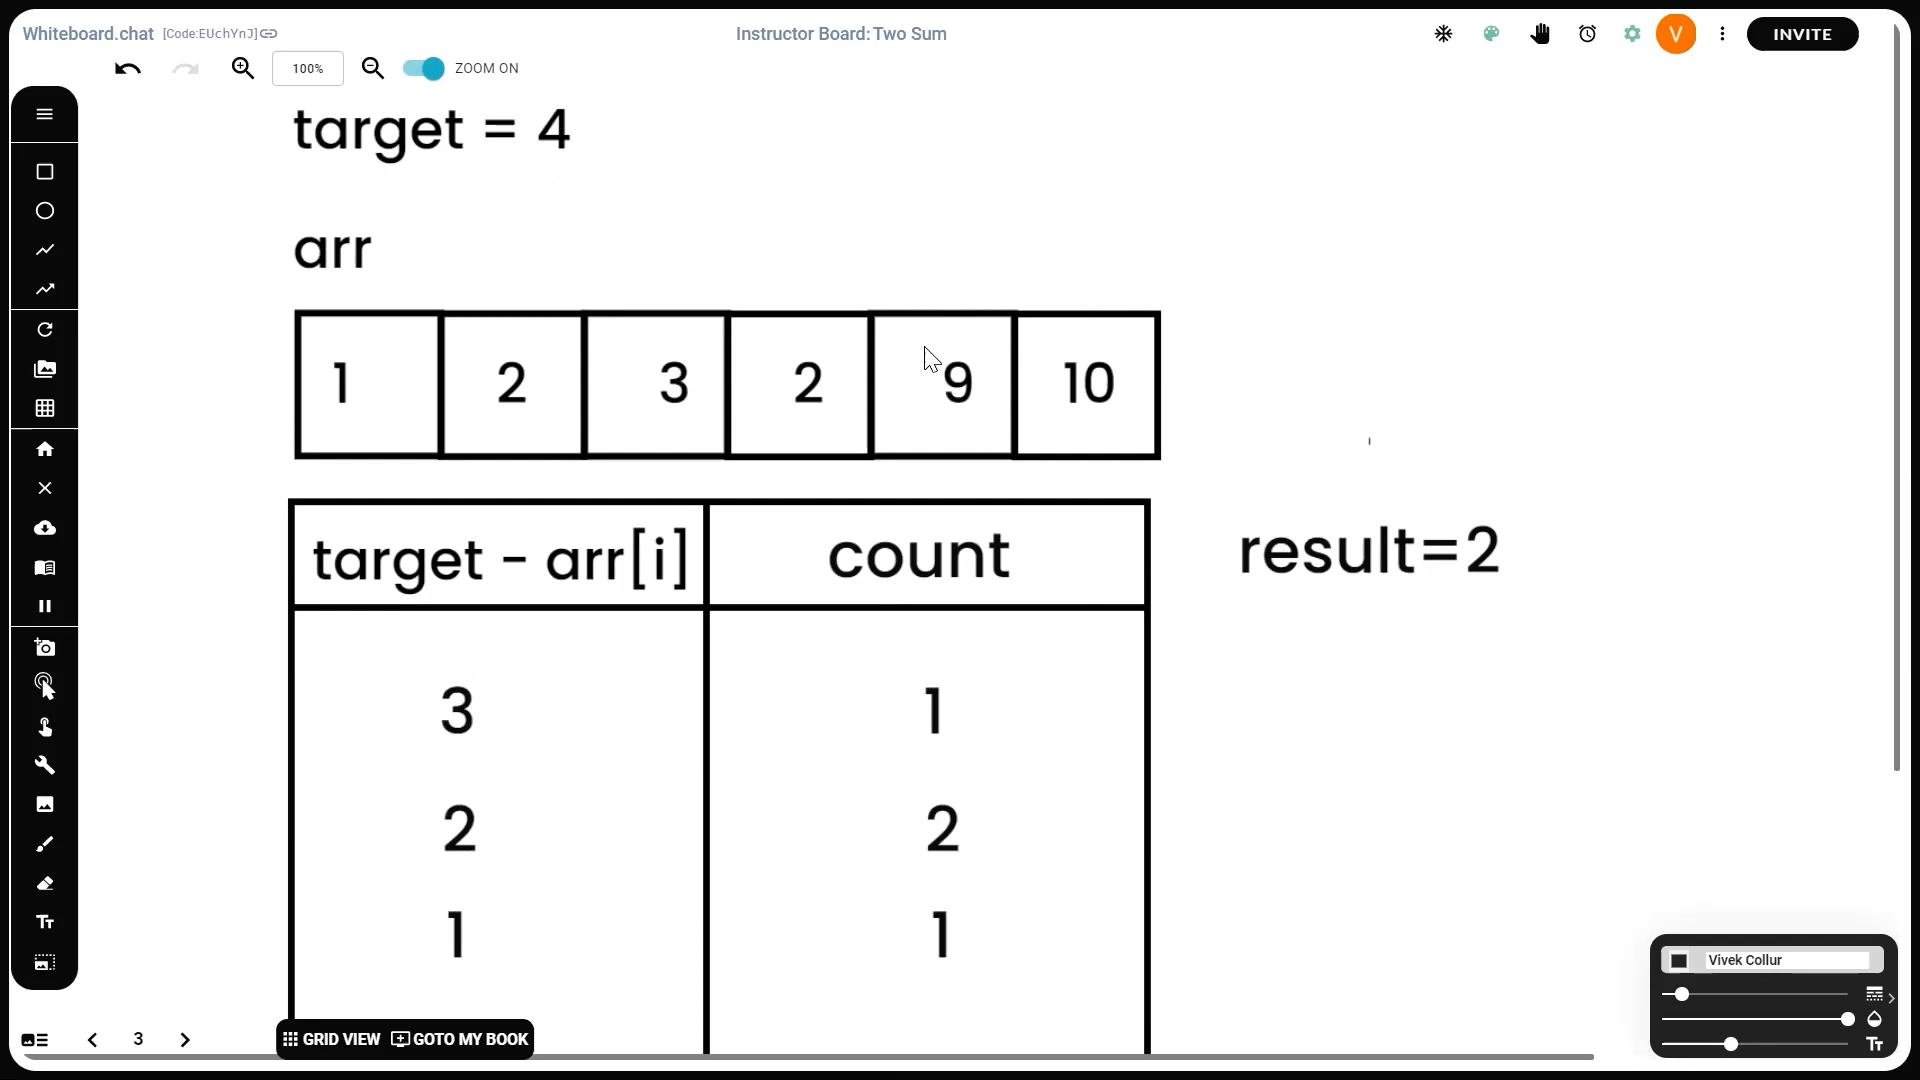 Whiteboard.chat [Code:EUchYnJ] Instructor Board: Two Sum V INVITE
100% ZOOM ON
target = 4
arr
1 2 3 2 9 10
target - arr[i] count result=2
3 1
2 2
1 1
Vivek Collur
3 GRID VIEW GOTO MY BOOK